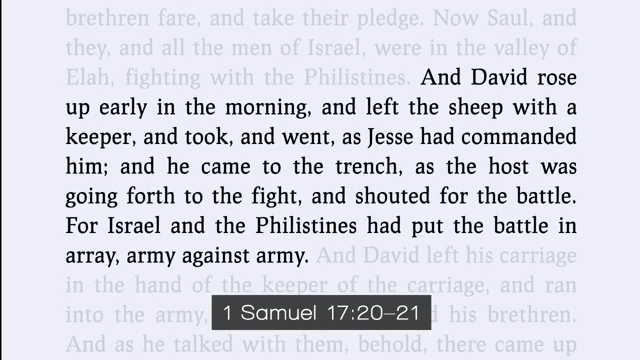 brethren fare, and take their pledge. Now Saul, and
they, and all the men of Israel, were in the valley of
Elah, fighting with the Philistines. And David rose
up early in the morning, and left the sheep with a
keeper, and took, and went, as Jesse had commanded
him; and he came to the trench, as the host was
going forth to the fight, and shouted for the battle.
For Israel and the Philistines had put the battle in
array, army against army. And David left his carriage
in the hand of the keeper of the carriage, and ran
into the army, d his brethren.
1 Samuel 17:20–21
And as he talked with them, behold, there came up